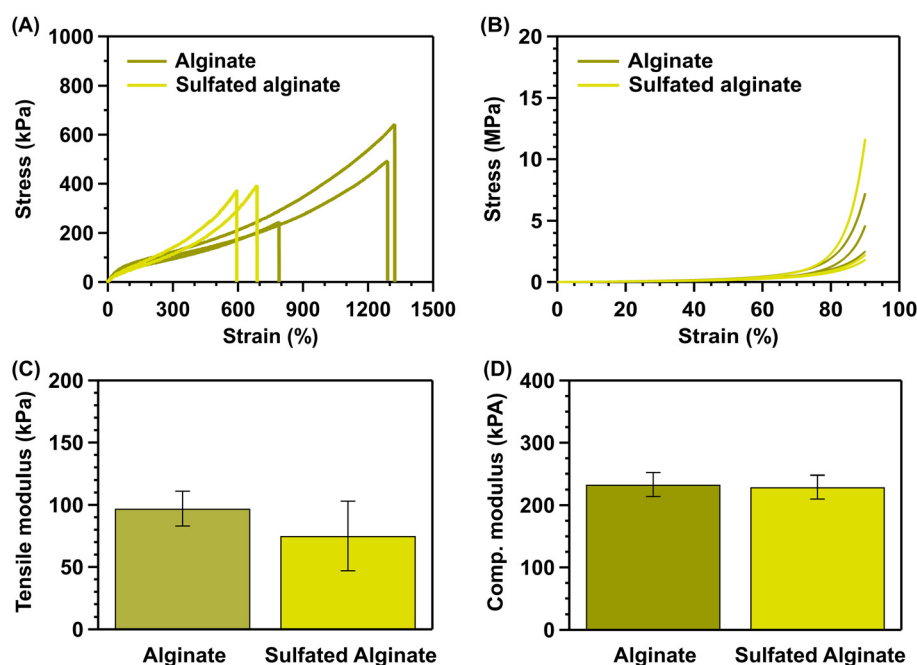 (A)
1000
800
600
400
200
0
Stress (kPa)
Alginate
Sulfated alginate
0 300 600 900 1200 1500
Strain (%)
(B)
20
15
10
5
0
Stress (MPa)
Alginate
Sulfated alginate
0 20 40 60 80 100
Strain (%)
(C)
200
150
100
50
0
Tensile modulus (kPa)
Alginate Sulfated Alginate
(D)
400
300
200
100
0
Comp. modulus (kPA)
Alginate Sulfated Alginate